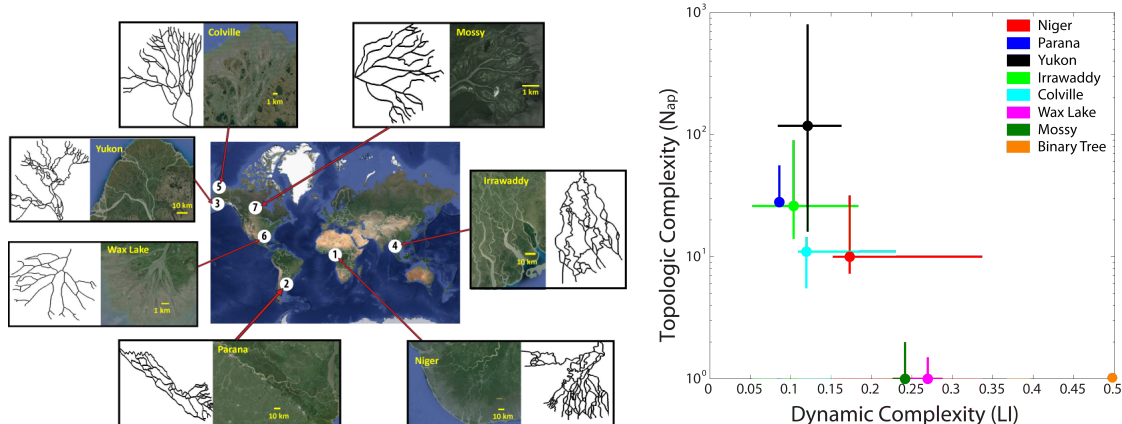 Colville
1 km
Mossy
1 km
Yukon
10 km
Irrawaddy
10 km
Wax Lake
1 km
Parana
10 km
Niger
10 km
5
3
7
6
4
1
2
Topologic Complexity (Nap)
10³
10²
10¹
10⁰
0
0.05
0.1
0.15
0.2
0.25
0.3
0.35
0.4
0.45
0.5
Dynamic Complexity (LI)
Niger
Parana
Yukon
Irrawaddy
Colville
Wax Lake
Mossy
Binary Tree